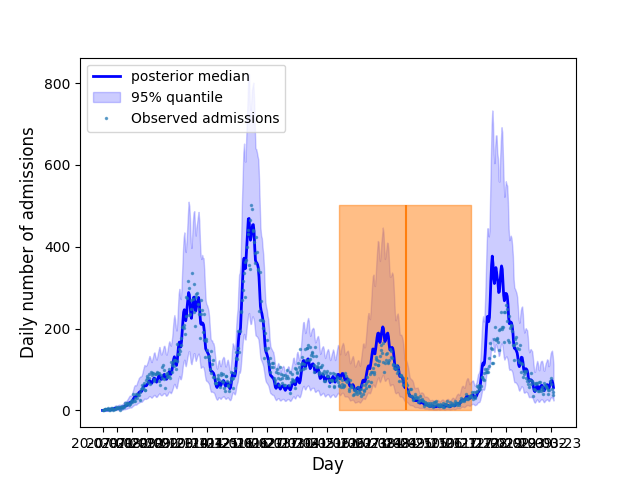 posterior median
95% quantile
Observed admissions
800
600
400
200
0
Daily number of admissions
Day